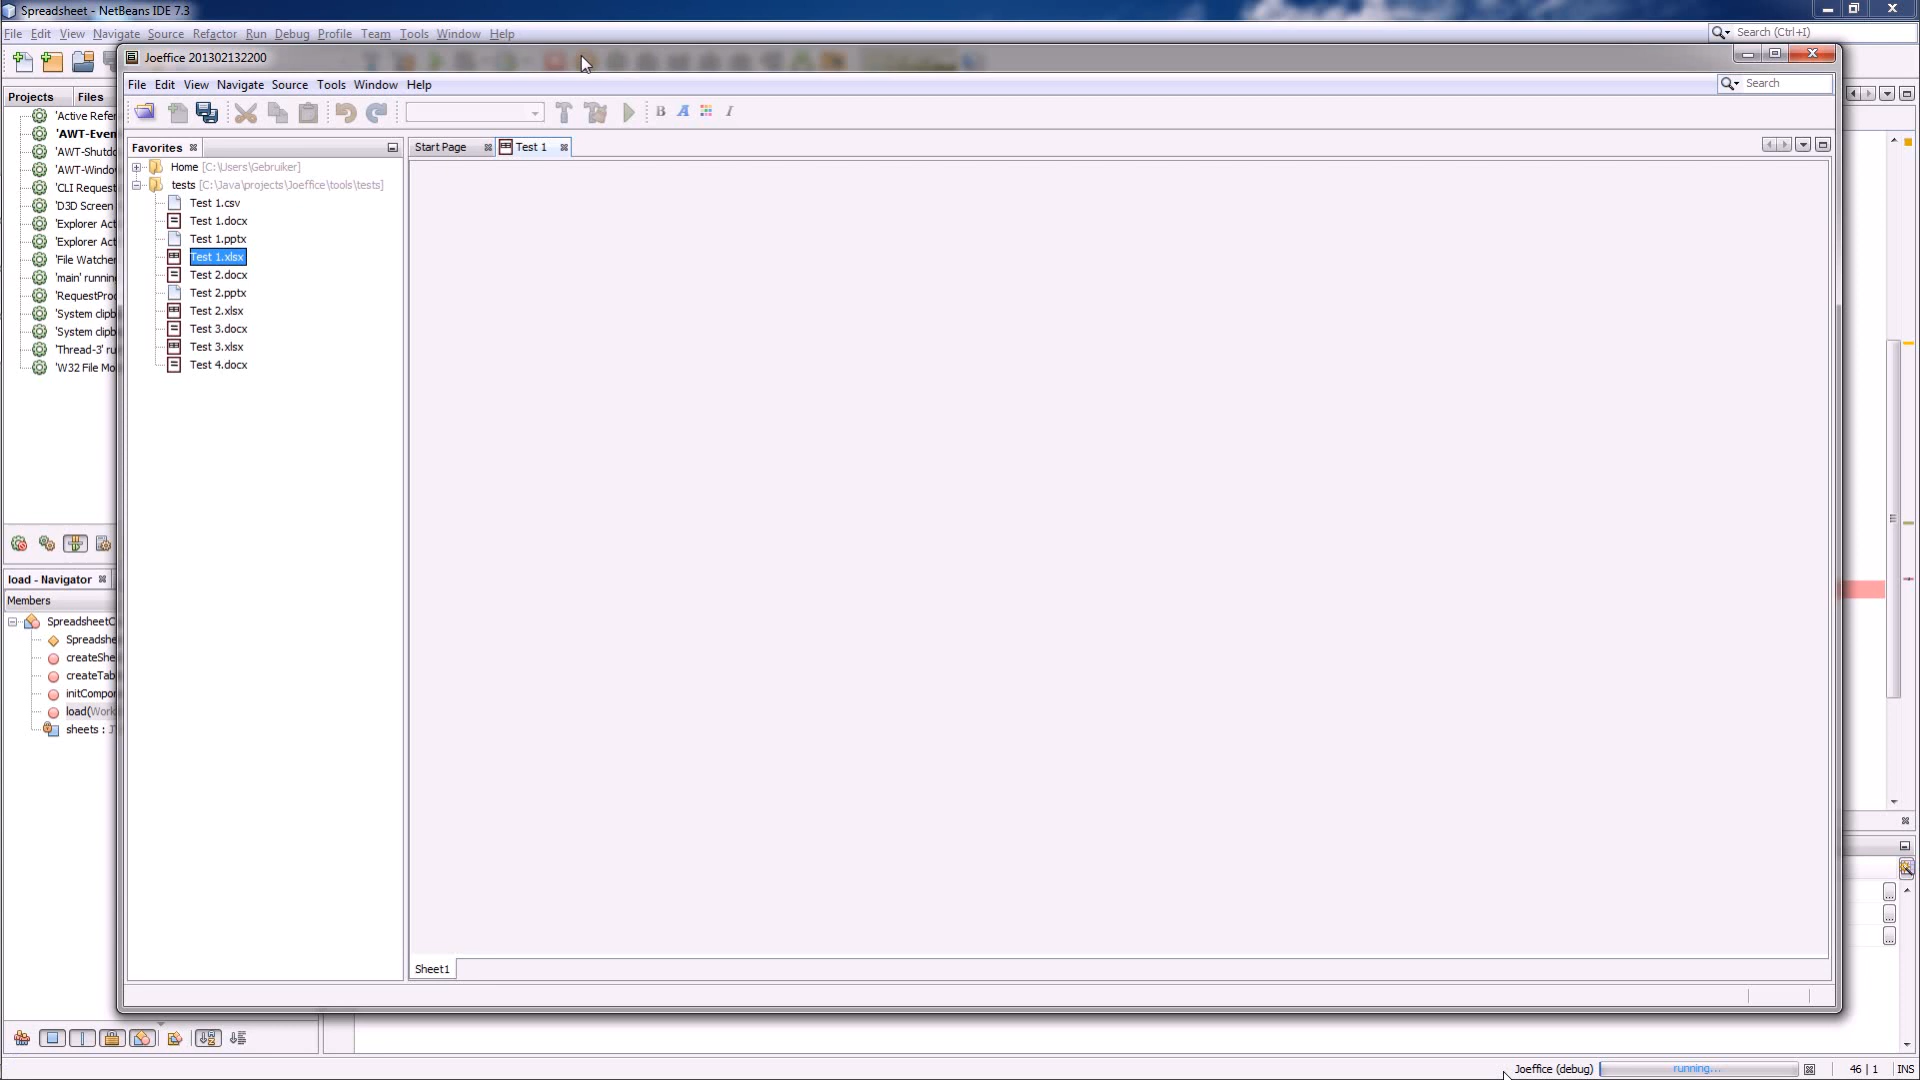 Spreadsheet - NetBeans IDE 7.3
File Edit View Navigate Source Refactor Run Debug Profile Team Tools Window Help
Search (Ctrl+I)
Joeffice 201302132200
File Edit View Navigate Source Tools Window Help
Search
B A I
Projects Files
'Active Refer
'AWT-Even
'AWT-Shutdo
'AWT-Windo
'CLI Request
'D3D Screen
'Explorer Act
'Explorer Act
'File Watcher
'main' runnin
'RequestProc
'System clipb
'System clipb
'Thread-3' ru
'W32 File Mo
Favorites
Home [C:\Users\Gebruiker]
tests [C:\Java\projects\Joeffice\tools\tests]
Test 1.csv
Test 1.docx
Test 1.pptx
Test 1.xlsx
Test 2.docx
Test 2.pptx
Test 2.xlsx
Test 3.docx
Test 3.xlsx
Test 4.docx
Start Page Test 1
Sheet1
load - Navigator
Members
SpreadsheetC
Spreadshe
createShe
createTab
initCompor
load(Work
sheets : J
Joeffice (debug) running... 46 | 1 INS